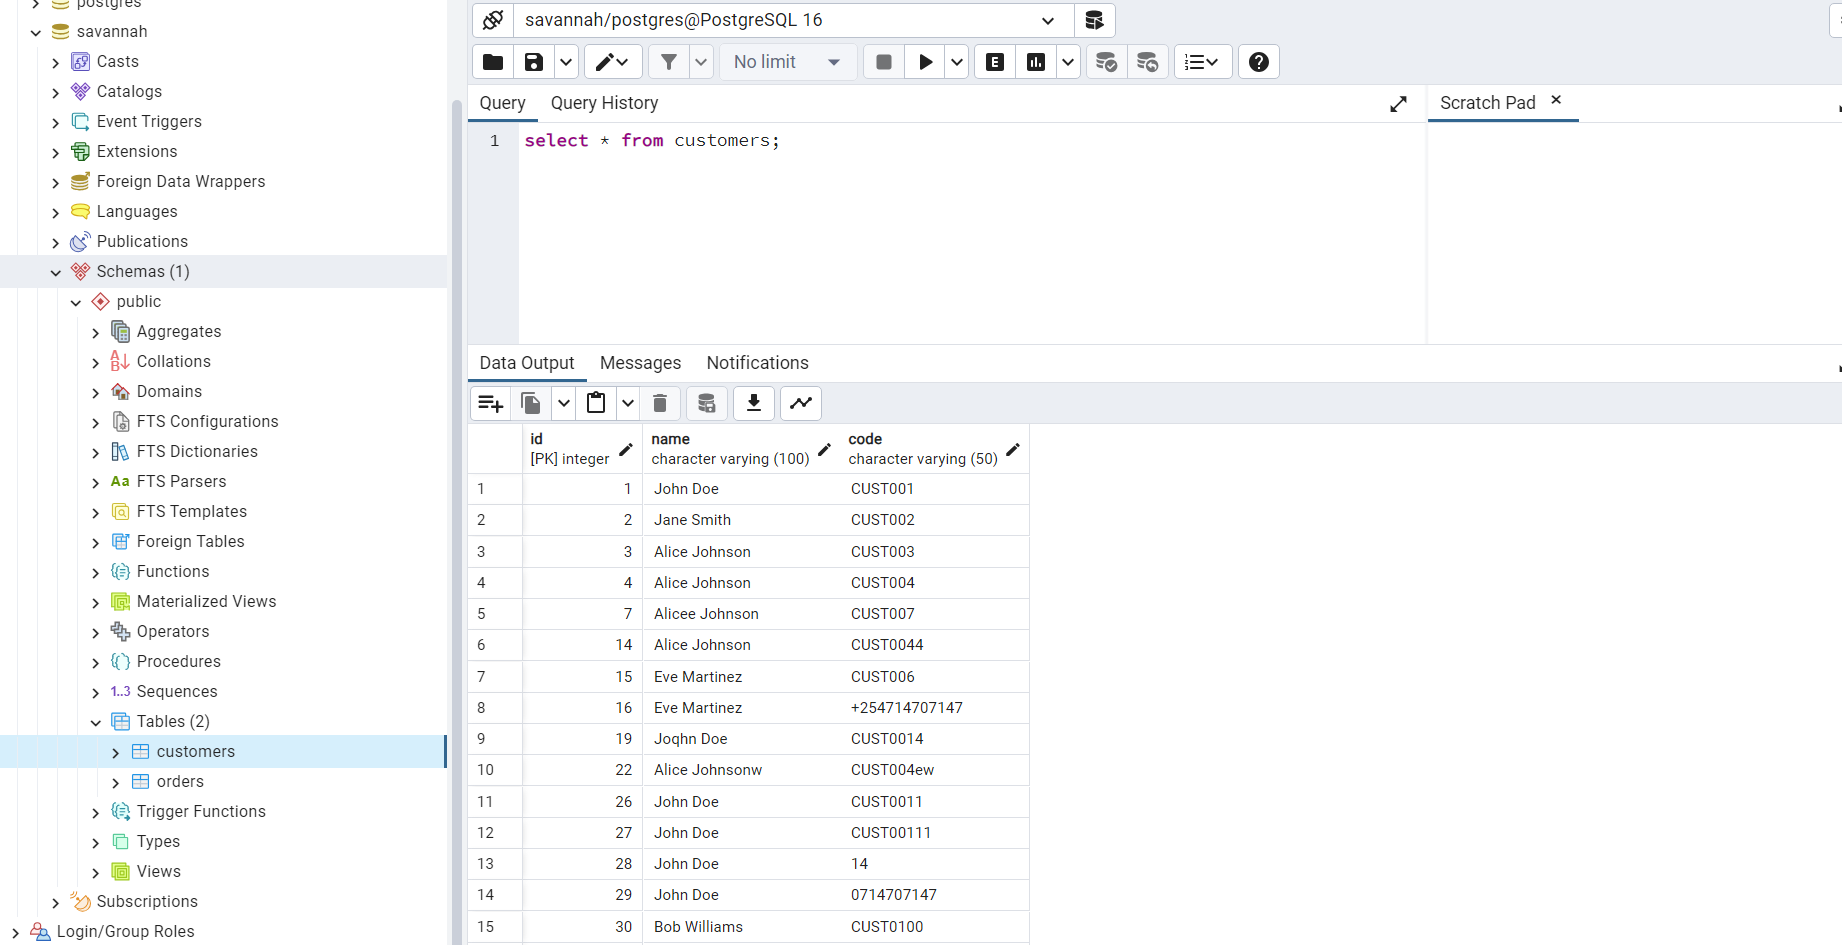 postgres
savannah
Casts
Catalogs
Event Triggers
Extensions
Foreign Data Wrappers
Languages
Publications
Schemas (1)
public
Aggregates
Collations
Domains
FTS Configurations
FTS Dictionaries
Aa FTS Parsers
FTS Templates
Foreign Tables
Functions
Materialized Views
Operators
Procedures
1..3 Sequences
Tables (2)
customers
orders
Trigger Functions
Types
Views
Subscriptions
Login/Group Roles
savannah/postgres@PostgreSQL 16
No limit
E
Query Query History
Scratch Pad
1 select * from customers;
Data Output Messages Notifications
id name code
[PK] integer character varying (100) character varying (50)
1 1 John Doe CUST001
2 2 Jane Smith CUST002
3 3 Alice Johnson CUST003
4 4 Alice Johnson CUST004
5 7 Alicee Johnson CUST007
6 14 Alice Johnson CUST0044
7 15 Eve Martinez CUST006
8 16 Eve Martinez +254714707147
9 19 Joqhn Doe CUST0014
10 22 Alice Johnsonw CUST004ew
11 26 John Doe CUST0011
12 27 John Doe CUST00111
13 28 John Doe 14
14 29 John Doe 0714707147
15 30 Bob Williams CUST0100